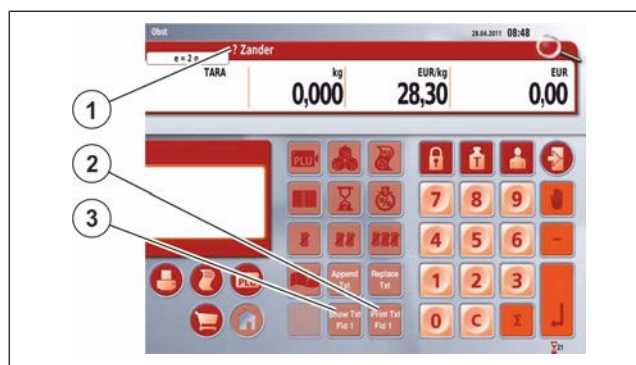 Obst 28.04.2011 08:48
? Zander
e = 2 g
TARA kg EUR/kg EUR
0,000 28,30 0,00
1
2
3
PLU
T
7 8 9
4 5 6 -
Append Txt
Replace Txt
1 2 3
PLU
Show Txt Fld 1
Print Txt Fld 1
0 C Σ
21